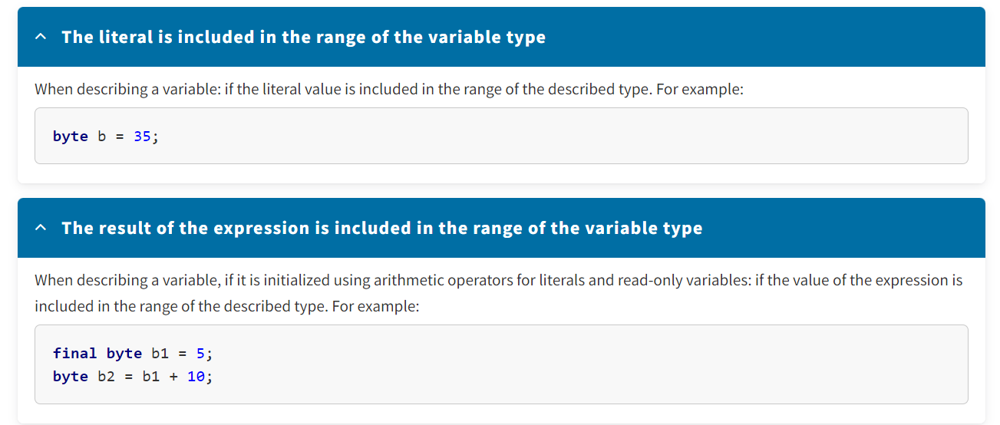 The literal is included in the range of the variable type
When describing a variable: if the literal value is included in the range of the described type. For example:
byte b = 35;
The result of the expression is included in the range of the variable type
When describing a variable, if it is initialized using arithmetic operators for literals and read-only variables: if the value of the expression is
included in the range of the described type. For example:
final byte b1 = 5;
byte b2 = b1 + 10;